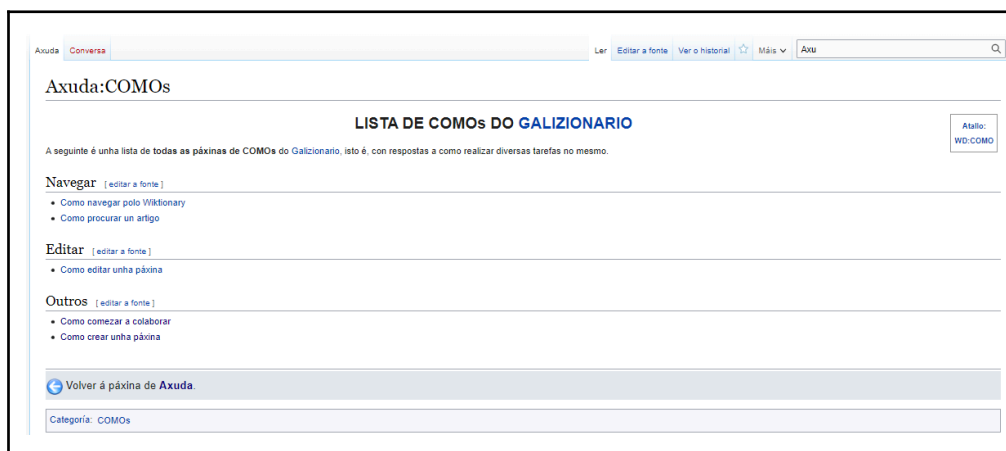 Axuda Conversa Ler Editar a fonte Ver o historial Máis Axu
Axuda:COMOs
LISTA DE COMOs DO GALIZIONARIO
Atallo:
WD:COMO
A seguinte é unha lista de todas as páxinas de COMOs do Galizionario, isto é, con respostas a como realizar diversas tarefas no mesmo.
Navegar [ editar a fonte ]
• Como navegar polo Wiktionary
• Como procurar un artigo
Editar [ editar a fonte ]
• Como editar unha páxina
Outros [ editar a fonte ]
• Como comezar a colaborar
• Como crear unha páxina
Volver á páxina de Axuda.
Categoría: COMOs